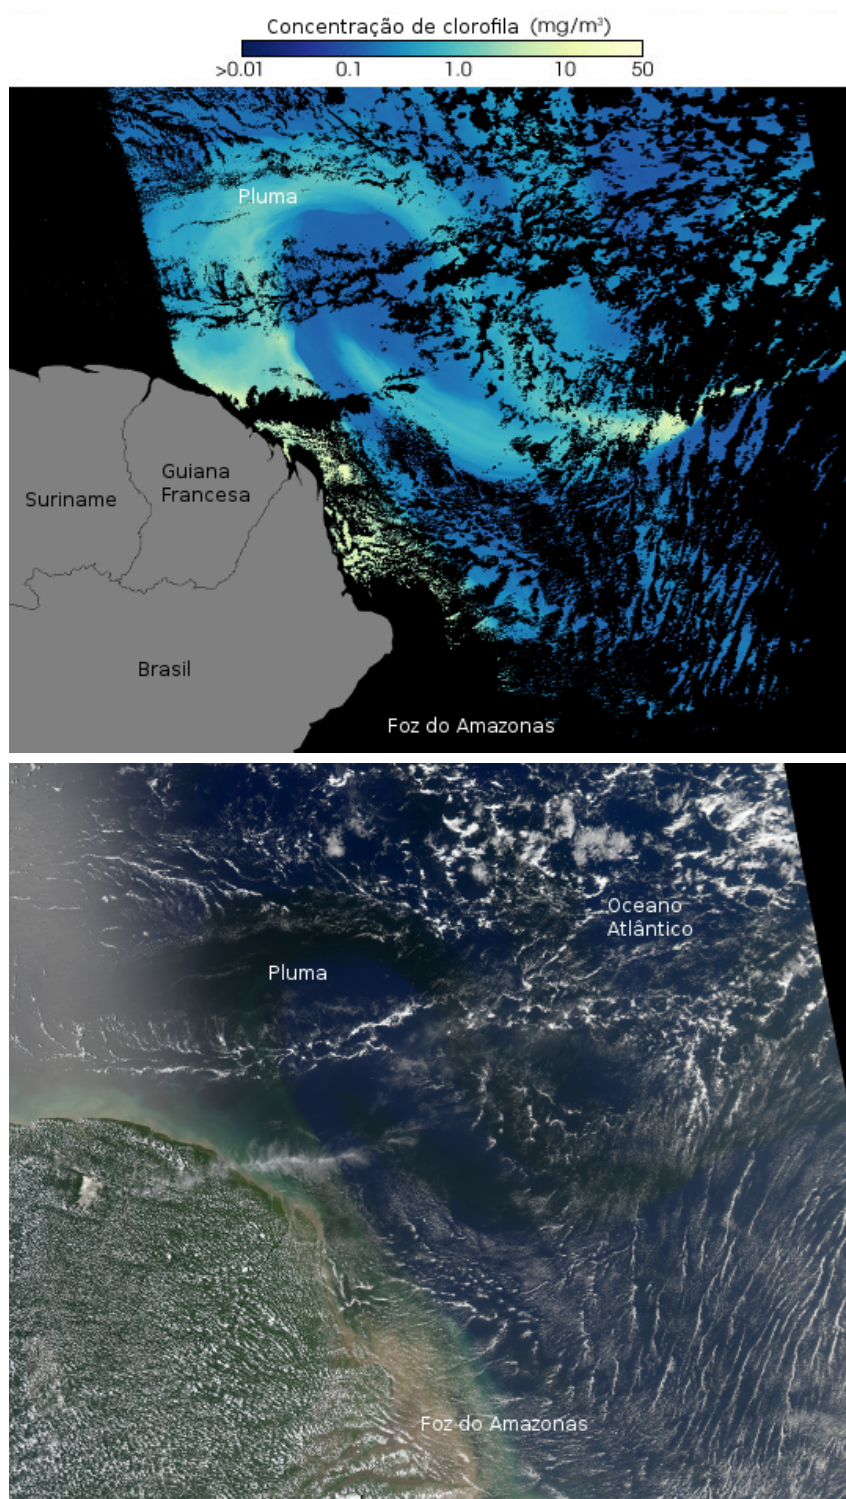 Concentração de clorofila (mg/m³)
>0.01 0.1 1.0 10 50
Pluma
Guiana
Francesa
Suriname
Brasil
Foz do Amazonas
Oceano
Atlântico
Pluma
Foz do Amazonas